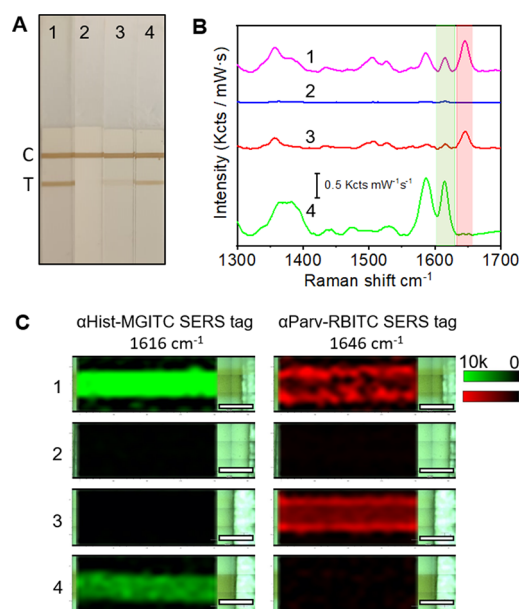 A
1 2 3 4
C
T
B
Intensity (Kcts / mW·s)
1
2
3
0.5 Kcts mW⁻¹s⁻¹
4
1300 1400 1500 1600 1700
Raman shift cm⁻¹
C
αHist-MGITC SERS tag
1616 cm⁻¹
αParv-RBITC SERS tag
1646 cm⁻¹
10k 0
1
2
3
4